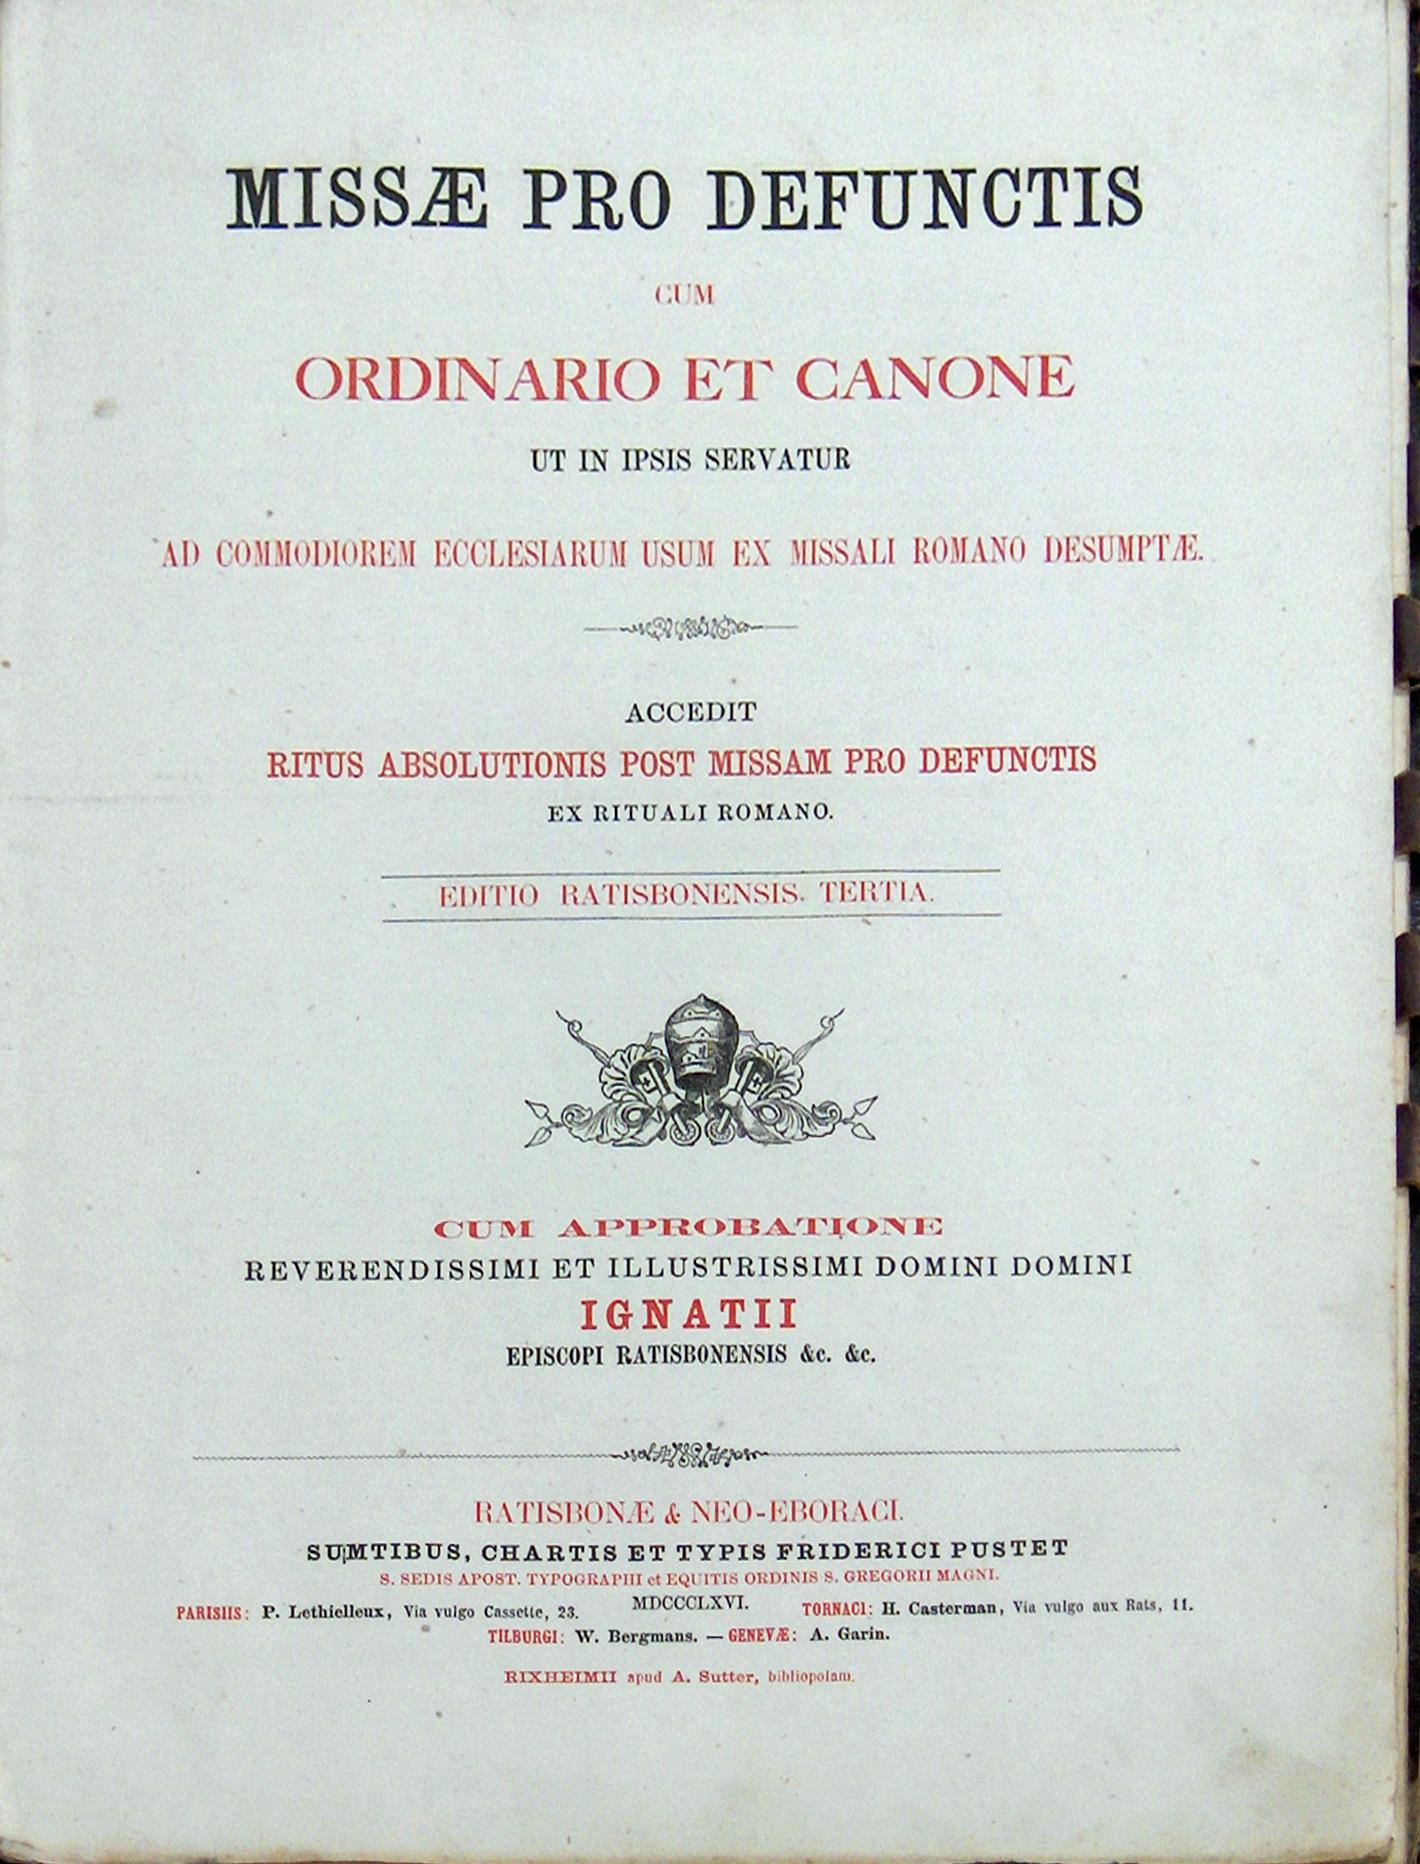 MISSÆ PRO DEFUNCTIS
CUM
ORDINARIO ET CANONE
UT IN IPSIS SERVATUR
AD COMMODIOREM ECCLESIARUM USUM EX MISSALI ROMANO DESUMPTÆ.
ACCEDIT
RITUS ABSOLUTIONIS POST MISSAM PRO DEFUNCTIS
EX RITUALI ROMANO.
EDITIO RATISBONENSIS TERTIA.
CUM APPROBATIONE
REVERENDISSIMI ET ILLUSTRISSIMI DOMINI DOMINI
IGNATII
EPISCOPI RATISBONENSIS &c. &c.
RATISBONÆ & NEO-EBORACI.
SUMTIBUS, CHARTIS ET TYPIS FRIDERICI PUSTET
S. SEDIS APOST. TYPOGRAPHI et EQUITIS ORDINIS S. GREGORII MAGNI.
MDCCCLXVI.
PARISIIS: P. Lethielleux, Via vulgo Cassette, 23. TORNACI: H. Casterman, Via vulgo aux Rats, 11.
TILBURGI: W. Bergmans. — GENEVÆ: A. Garin.
RIXHEIMII apud A. Sutter, bibliopolam.